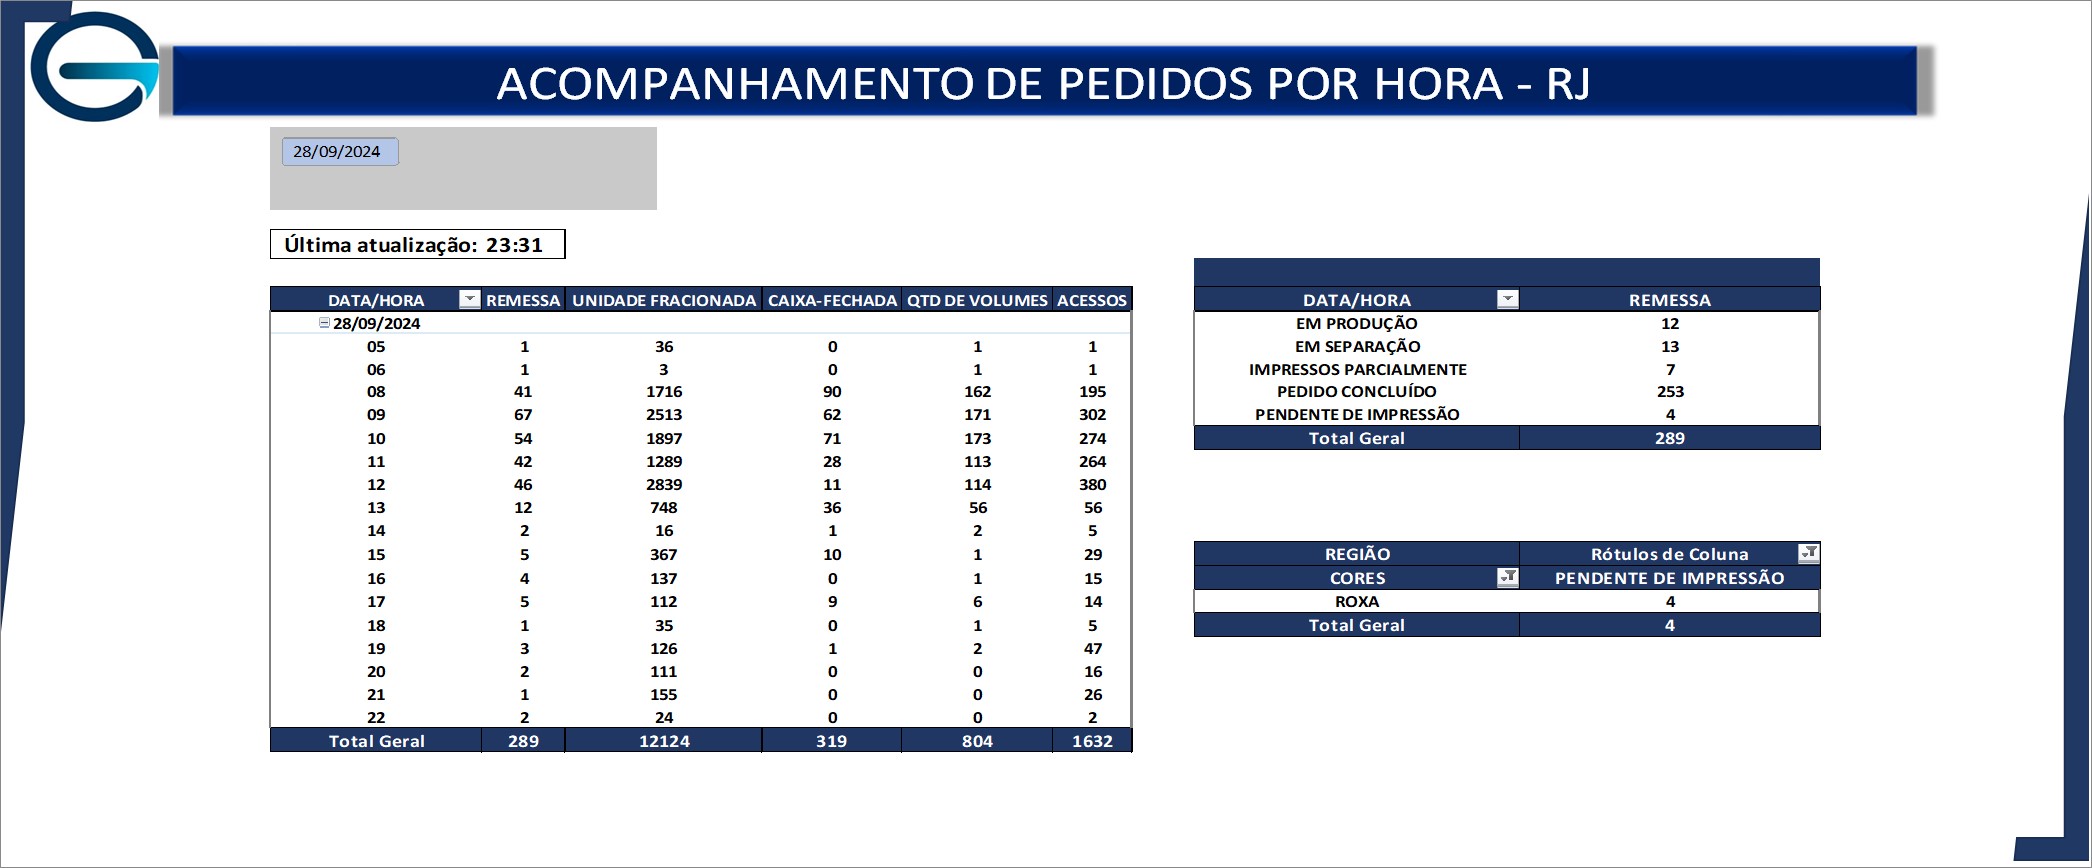 ACOMPANHAMENTO DE PEDIDOS POR HORA - RJ
28/09/2024
Última atualização: 23:31
DATA/HORA REMESSA UNIDADE FRACIONADA CAIXA-FECHADA QTD DE VOLUMES ACESSOS
28/09/2024
05 1 36 0 1 1
06 1 3 0 1 1
08 41 1716 90 162 195
09 67 2513 62 171 302
10 54 1897 71 173 274
11 42 1289 28 113 264
12 46 2839 11 114 380
13 12 748 36 56 56
14 2 16 1 2 5
15 5 367 10 1 29
16 4 137 0 1 15
17 5 112 9 6 14
18 1 35 0 1 5
19 3 126 1 2 47
20 2 111 0 0 16
21 1 155 0 0 26
22 2 24 0 0 2
Total Geral 289 12124 319 804 1632
DATA/HORA REMESSA
EM PRODUÇÃO 12
EM SEPARAÇÃO 13
IMPRESSOS PARCIALMENTE 7
PEDIDO CONCLUÍDO 253
PENDENTE DE IMPRESSÃO 4
Total Geral 289
REGIÃO Rótulos de Coluna
CORES PENDENTE DE IMPRESSÃO
ROXA 4
Total Geral 4